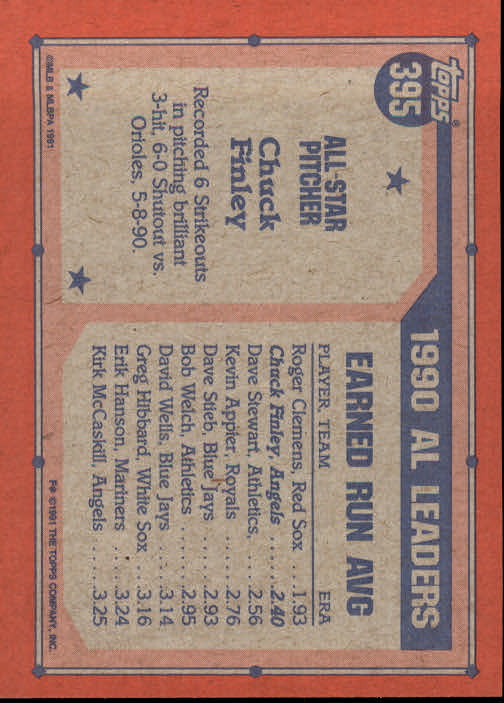 topps®
395
ALL-STAR
PITCHER
Chuck
Finley
Recorded 6 Strikeouts
in pitching brilliant
3-hit, 6-0 Shutout vs.
Orioles, 5-8-90.
©MLB & MLBPA 1991
1990 AL LEADERS
EARNED RUN AVG
PLAYER, TEAM ERA
Roger Clemens, Red Sox . . 1.93
Chuck Finley, Angels . . . . . 2.40
Dave Stewart, Athletics, . . . 2.56
Kevin Appier, Royals . . . . . 2.76
Dave Stieb, Blue Jays . . . . . 2.93
Bob Welch, Athletics . . . . . 2.95
David Wells, Blue Jays . . . . 3.14
Greg Hibbard, White Sox . . 3.16
Erik Hanson, Mariners . . . . 3.24
Kirk McCaskill, Angels . . . . 3.25
F* ©1991 THE TOPPS COMPANY, INC.